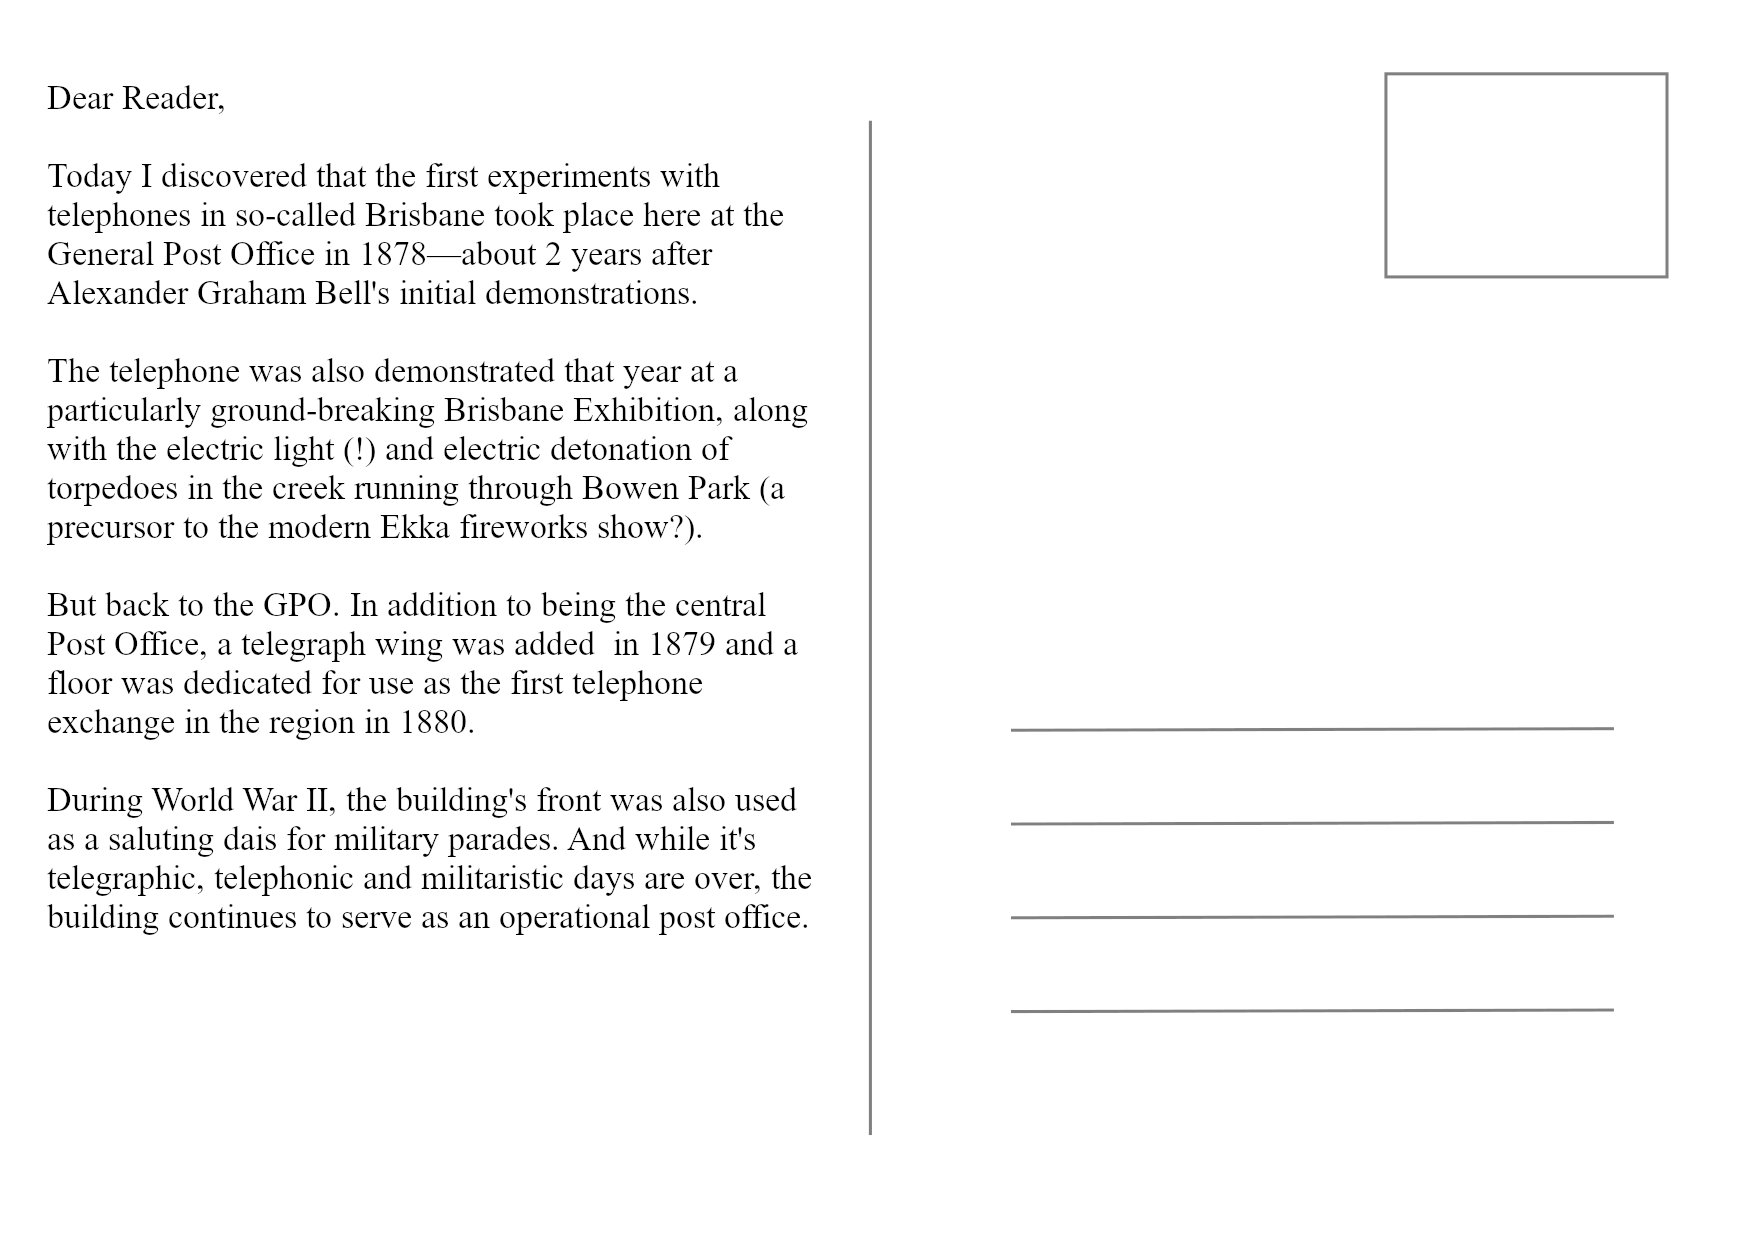 Dear Reader,
Today I discovered that the first experiments with
telephones in so-called Brisbane took place here at the
General Post Office in 1878—about 2 years after
Alexander Graham Bell's initial demonstrations.
The telephone was also demonstrated that year at a
particularly ground-breaking Brisbane Exhibition, along
with the electric light (!) and electric detonation of
torpedoes in the creek running through Bowen Park (a
precursor to the modern Ekka fireworks show?).
But back to the GPO. In addition to being the central
Post Office, a telegraph wing was added  in 1879 and a
floor was dedicated for use as the first telephone
exchange in the region in 1880.
During World War II, the building's front was also used
as a saluting dais for military parades. And while it's
telegraphic, telephonic and militaristic days are over, the
building continues to serve as an operational post office.